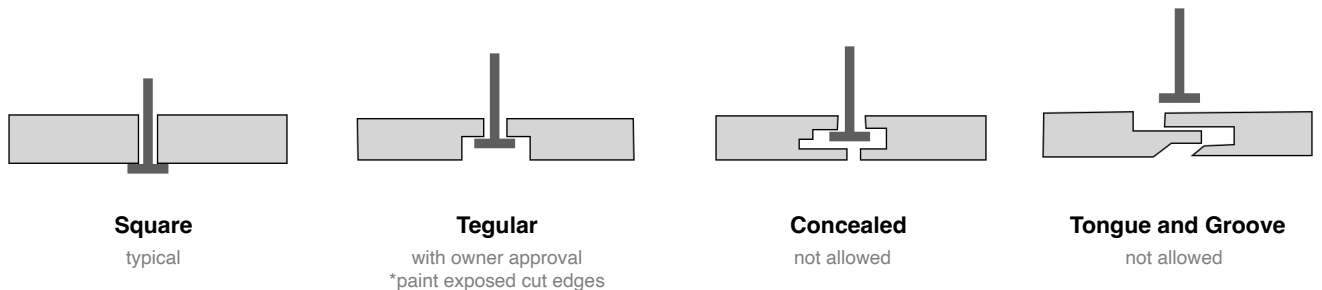 Square
typical
Tegular
with owner approval
*paint exposed cut edges
Concealed
not allowed
Tongue and Groove
not allowed